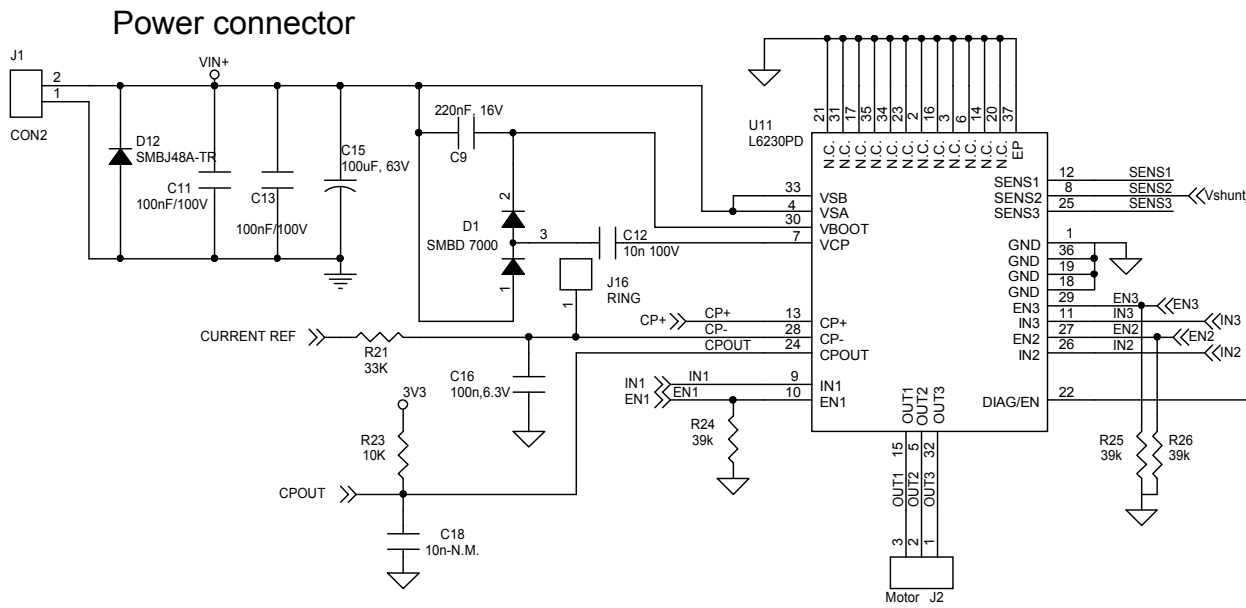 Power connector
J1
2
1
CON2
VIN+
D12
SMBJ48A-TR
C11
100nF/100V
C13
100nF/100V
C15
100uF, 63V
220nF, 16V
C9
2
D1
SMBD 7000
1
3
C12
10n 100V
J16
RING
1
CURRENT REF
R21
33K
C16
100n,6.3V
3V3
R23
10K
CPOUT
C18
10n-N.M.
CP+
CP+
CP-
CPOUT
IN1
IN1
EN1
EN1
R24
39k
U11
L6230PD
21 31 17 35 34 23 2 16 3 6 14 20 37
N.C. N.C. N.C. N.C. N.C. N.C. N.C. N.C. N.C. N.C. N.C. N.C. EP
33 VSB
4 VSA
30 VBOOT
7 VCP
13 CP+
28 CP-
24 CPOUT
9 IN1
10 EN1
SENS1 12 SENS1
SENS2 8 SENS2 Vshunt
SENS3 25 SENS3
GND 1
GND 36
GND 19
GND 18
EN3 29 EN3 EN3
IN3 11 IN3 IN3
EN2 27 EN2 EN2
IN2 26 IN2 IN2
DIAG/EN 22
R25
39k
R26
39k
OUT1 OUT2 OUT3
15 5 32
OUT1 OUT2 OUT3
3 2 1
Motor J2